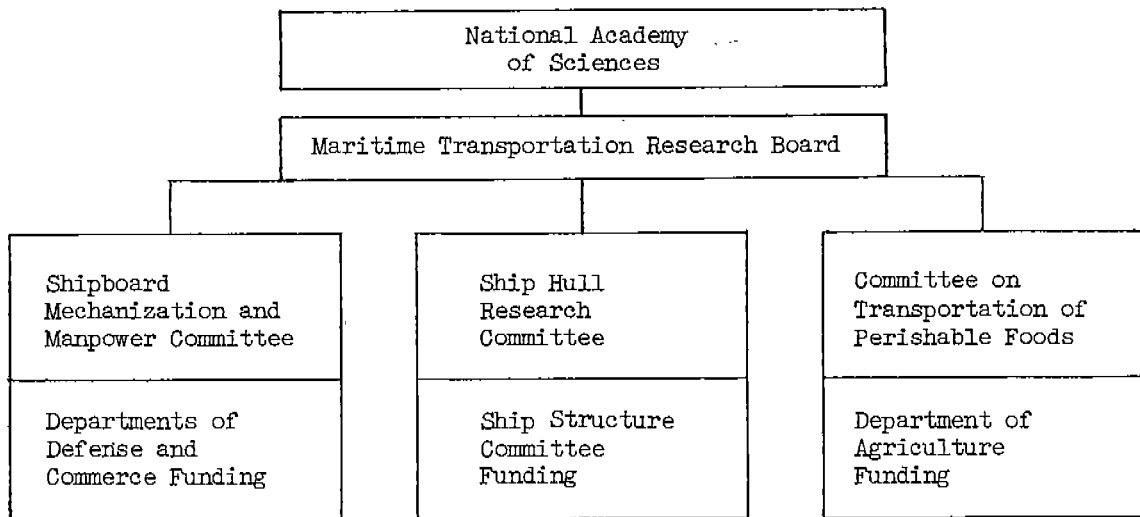 National Academy
of Sciences
Maritime Transportation Research Board
Shipboard
Mechanization and
Manpower Committee
Ship Hull
Research
Committee
Committee on
Transportation of
Perishable Foods
Departments of
Defense and
Commerce Funding
Ship Structure
Committee
Funding
Department of
Agriculture
Funding